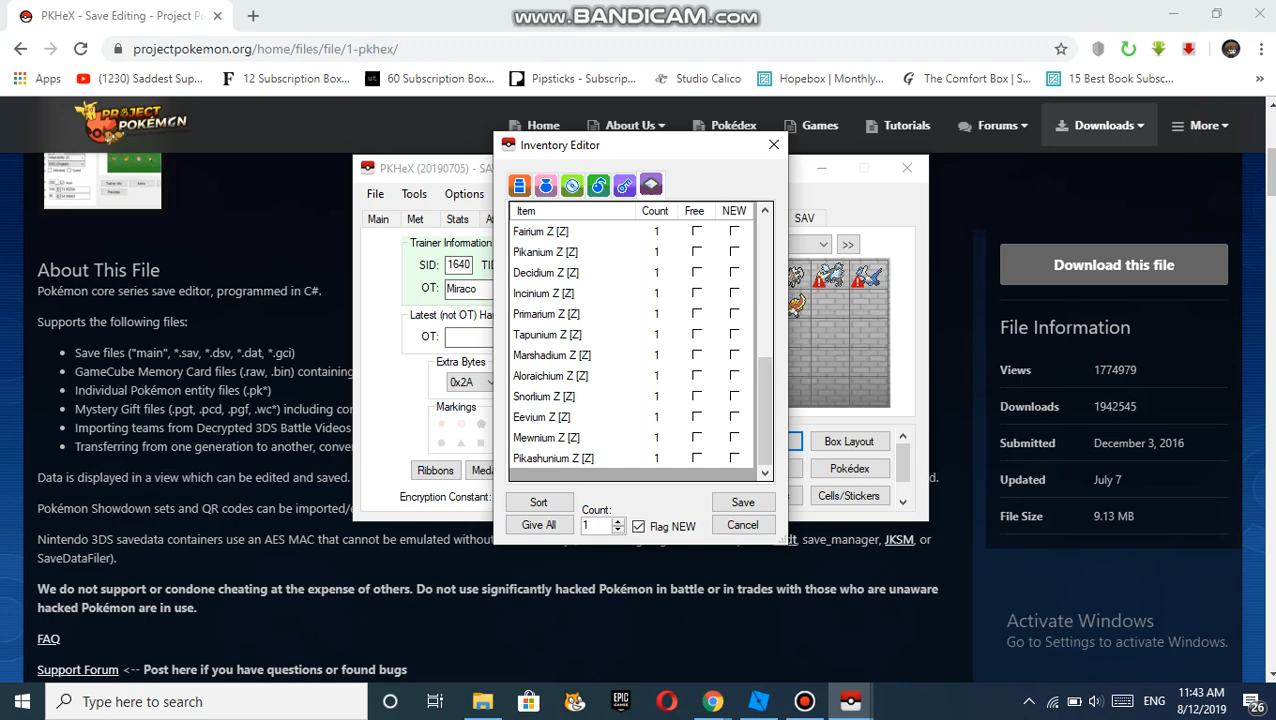 PKHeX - Save Editing - Project Po
www.BANDICAM.com
projectpokemon.org/home/files/file/1-pkhex/
Apps
(1230) Saddest Sup...
12 Subscription Box...
60 Subscription Box...
Pipsticks - Subscrip...
Studio Calico
Hopebox | Monthly...
The Comfort Box | S...
15 Best Book Subsc...
PROJECT POKÉMON
Home
About Us
Pokédex
Games
Tutorials
Forums
Downloads
More
About This File
Pokémon core series save editor, programmed in C#.
Supports the following files:
Save files ("main", *.sav, *.dsv, *.dat, *.gci)
GameCube Memory Card files (.raw, .bin) containing
Individual Pokémon entity files (.pk*)
Mystery Gift files (.pgt, .pcd, .pgf, .wc*) including co
Importing teams from Decrypted 3DS Battle Videos
Transferring from one generation to another, conver
Data is displayed in a view which can be edited and saved.
Pokémon Showdown sets and QR codes can be imported/e
Nintendo 3DS savedata containers use an AES MAC that cannot be emulated without
save_manager, JKSM, or
SaveDataFiler).
We do not support or condone cheating at the expense of others. Do not use significantly hacked Pokémon in battle or in trades with those who are unaware
hacked Pokémon are in use.
FAQ
Support Forum <-- Post here if you have questions or found bugs
PKHeX (20190705) - SA
File
Tools
Options
Main
Met
Stats
SAV
>>
Trainer Information
SID: 1640
OT: Miraco
Latest (not OT) Ha
OT:
Extra Bytes
0x2A
Markings
Ribbons
Meda
Encryption Constant:
Box Layout
Pokédex
Cells/Stickers
Inventory Editor
Item Count Free NEW
Fairium Z [Z] 1
Pikanium Z [Z] 1
Decidium Z [Z] 1
Incinium Z [Z] 1
Primarium Z [Z] 1
Tapunium Z [Z] 1
Marshadium Z [Z] 1
Aloraichium Z [Z] 1
Snorlium Z [Z] 1
Eevium Z [Z] 1
Mewnium Z [Z] 1
Pikashunium Z [Z] 1
Sort
Count:
Save
Give All
1
Flag NEW
Cancel
Download this file
File Information
Views 1774979
Downloads 1942545
Submitted December 3, 2016
Updated July 7
File Size 9.13 MB
Activate Windows
Go to Settings to activate Windows.
Type here to search
EPIC GAMES
ENG
11:43 AM
8/12/2019
26